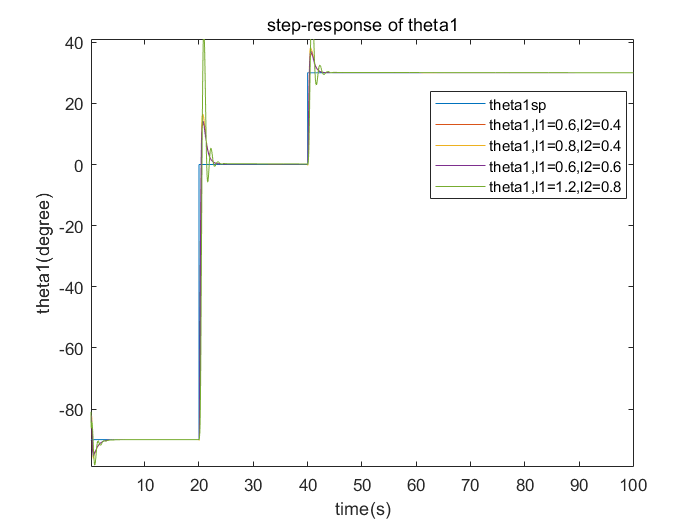 step-response of theta1
40
20
0
-20
-40
-60
-80
theta1(degree)
theta1sp
theta1,l1=0.6,l2=0.4
theta1,l1=0.8,l2=0.4
theta1,l1=0.6,l2=0.6
theta1,l1=1.2,l2=0.8
10 20 30 40 50 60 70 80 90 100
time(s)